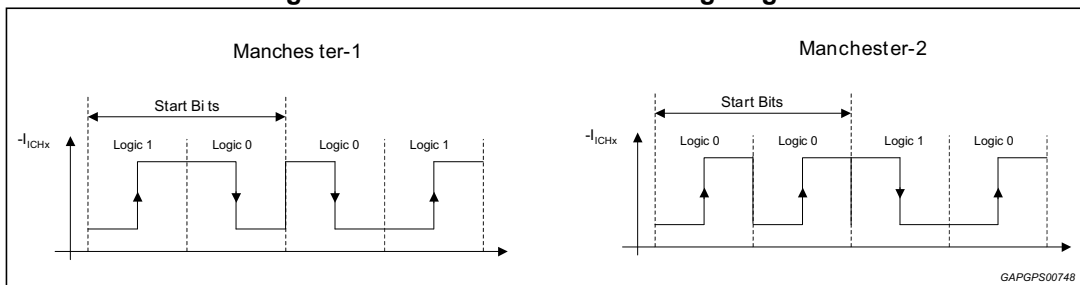 Manches ter-1
Manchester-2
Start Bi ts
Start Bits
-I_ICHx
Logic 1
Logic 0
Logic 0
Logic 1
-I_ICHx
Logic 0
Logic 0
Logic 1
Logic 0
GAPGPS00748